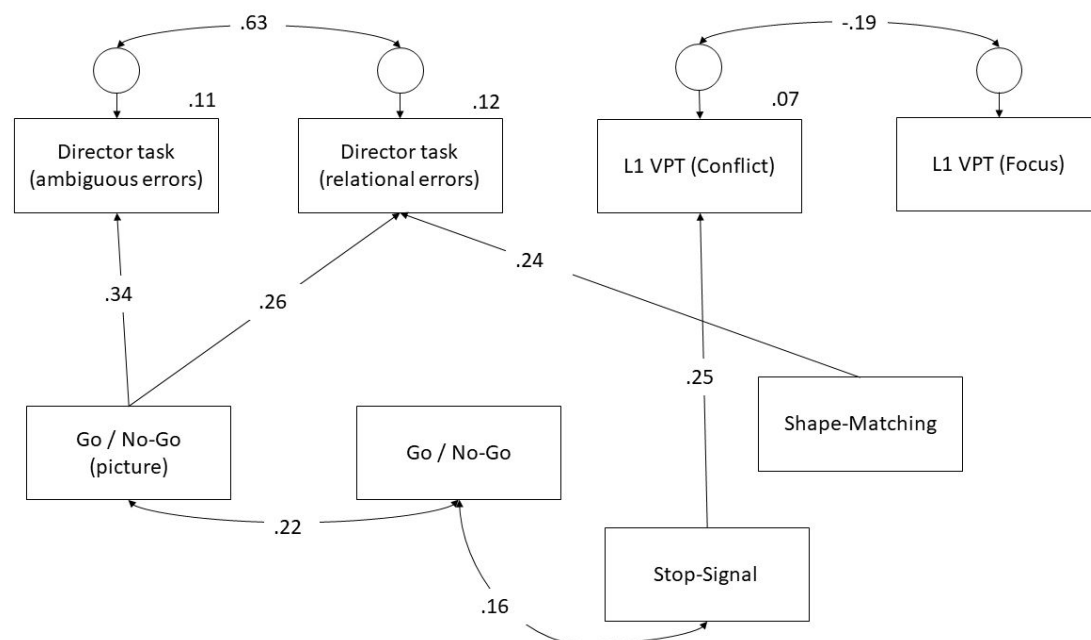 .63
-.19
.11
.12
.07
Director task
(ambiguous errors)
Director task
(relational errors)
L1 VPT (Conflict)
L1 VPT (Focus)
.24
.34
.26
.25
Shape-Matching
Go / No-Go
(picture)
Go / No-Go
.22
Stop-Signal
.16